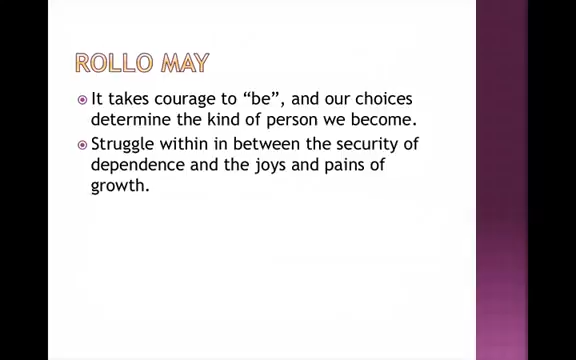 ROLLO MAY
It takes courage to “be”, and our choices
determine the kind of person we become.
Struggle within in between the security of
dependence and the joys and pains of
growth.